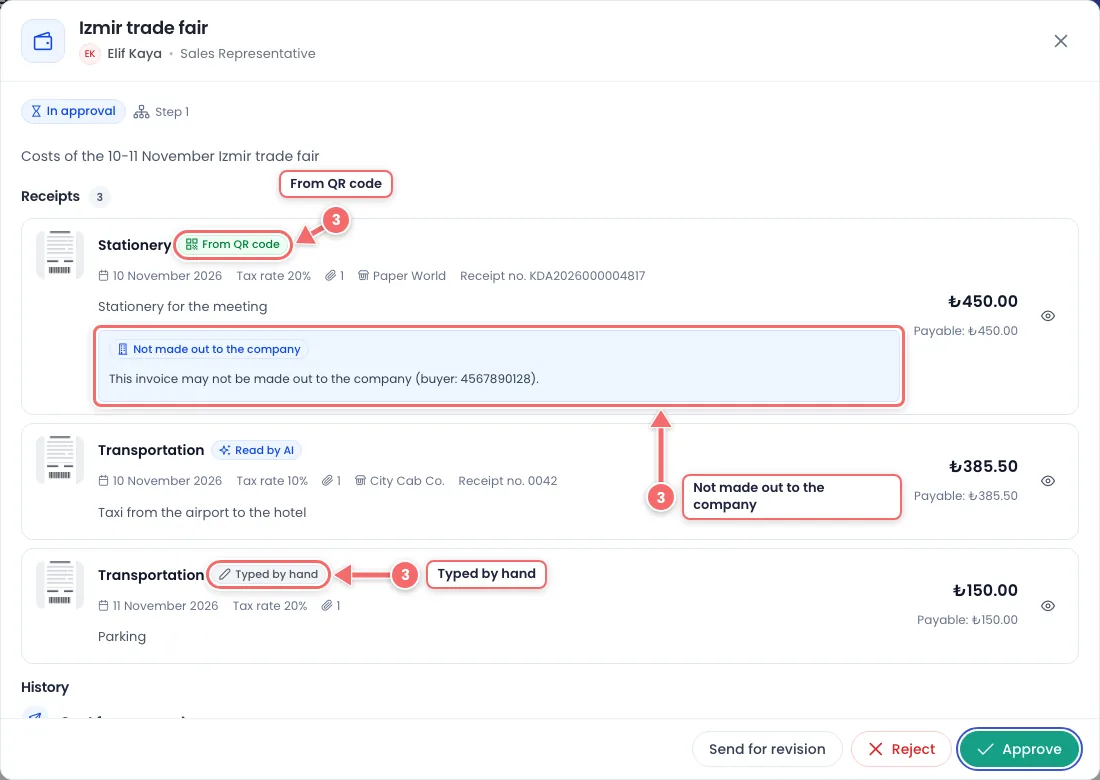 Izmir trade fair
EK Elif Kaya • Sales Representative
In approval Step 1
Costs of the 10-11 November Izmir trade fair
From QR code
Receipts 3
3
Stationery From QR code
10 November 2026 Tax rate 20% 1 Paper World Receipt no. KDA2026000004817
Stationery for the meeting
₺450.00
Payable: ₺450.00
Not made out to the company
This invoice may not be made out to the company (buyer: 4567890128).
Transportation Read by AI
10 November 2026 Tax rate 10% 1 City Cab Co. Receipt no. 0042
Taxi from the airport to the hotel
₺385.50
Payable: ₺385.50
3
Not made out to the
company
Transportation Typed by hand
3
Typed by hand
11 November 2026 Tax rate 20% 1
Parking
₺150.00
Payable: ₺150.00
History
Send for revision Reject Approve